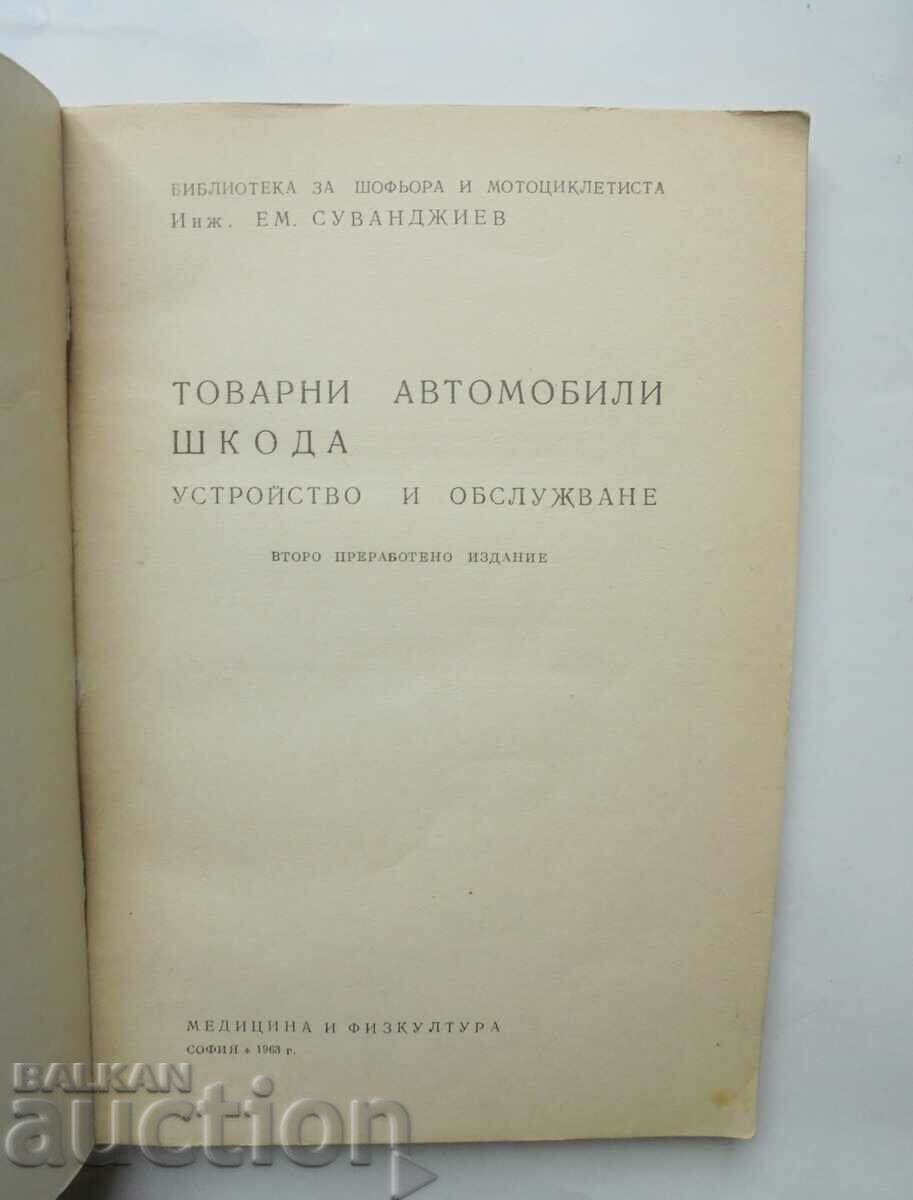 БИБЛИОТЕКА ЗА ШОФЬОРА И МОТОЦИКЛЕТИСТА
Инж. ЕМ. СУВАНДЖИЕВ
ТОВАРНИ АВТОМОБИЛИ
ШКОДА
УСТРОЙСТВО И ОБСЛУЖВАНЕ
ВТОРО ПРЕРАБОТЕНО ИЗДАНИЕ
МЕДИЦИНА И ФИЗКУЛТУРА
СОФИЯ * 1963 г.
BALKAN
auction